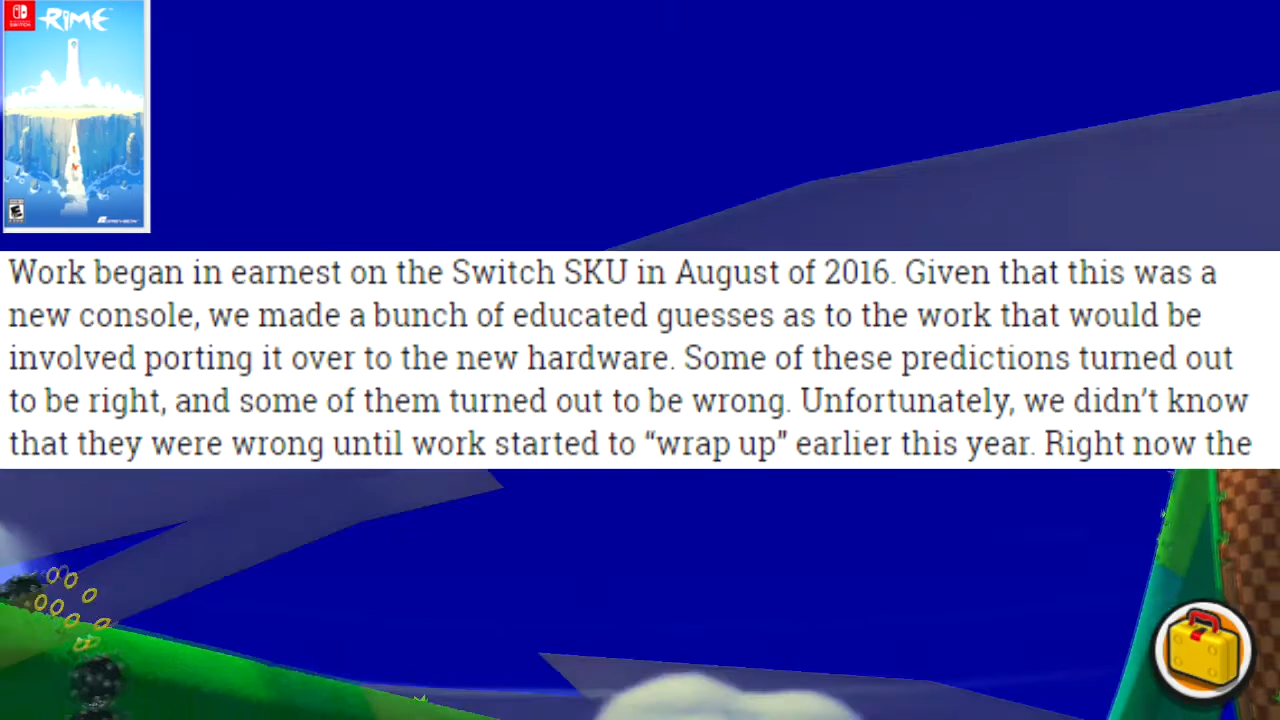 RiME
Work began in earnest on the Switch SKU in August of 2016. Given that this was a
new console, we made a bunch of educated guesses as to the work that would be
involved porting it over to the new hardware. Some of these predictions turned out
to be right, and some of them turned out to be wrong. Unfortunately, we didn’t know
that they were wrong until work started to “wrap up” earlier this year. Right now the